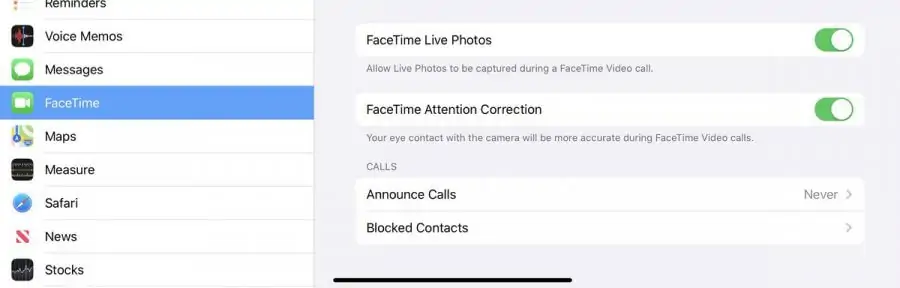 Reminders
Voice Memos
Messages
FaceTime
Maps
Measure
Safari
News
Stocks
FaceTime Live Photos
Allow Live Photos to be captured during a FaceTime Video call.
FaceTime Attention Correction
Your eye contact with the camera will be more accurate during FaceTime Video calls.
CALLS
Announce Calls Never
Blocked Contacts